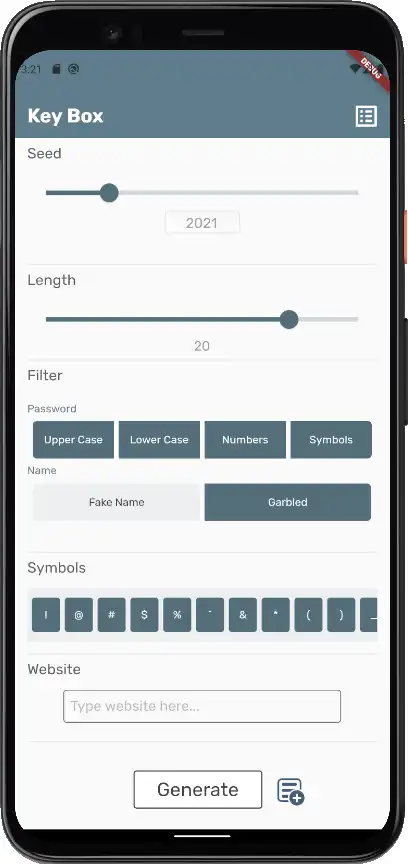 3:21
DEBUG
Key Box
Seed
2021
Length
20
Filter
Password
Upper Case Lower Case Numbers Symbols
Name
Fake Name Garbled
Symbols
! @ # $ % ˆ & * ( ) _
Website
Type website here...
Generate